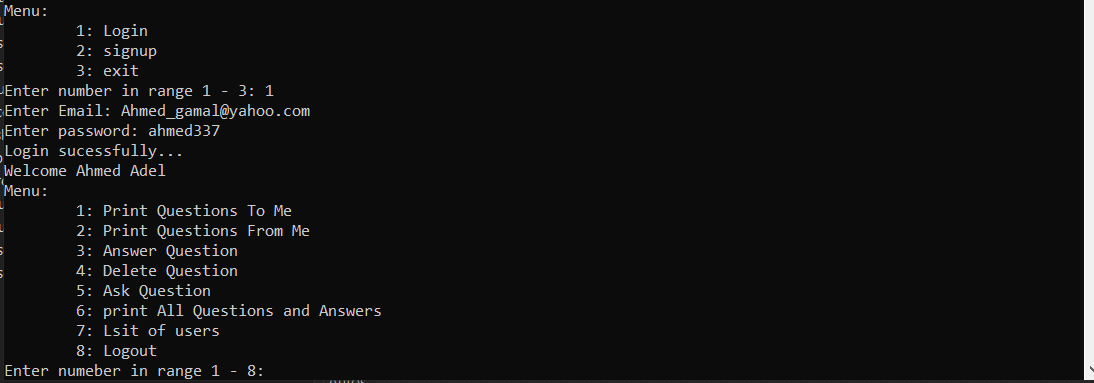 Menu:
1: Login
2: signup
3: exit
Enter number in range 1 - 3: 1
Enter Email: Ahmed_gamal@yahoo.com
Enter password: ahmed337
Login sucessfully...
Welcome Ahmed Adel
Menu:
1: Print Questions To Me
2: Print Questions From Me
3: Answer Question
4: Delete Question
5: Ask Question
6: print All Questions and Answers
7: Lsit of users
8: Logout
Enter numeber in range 1 - 8: